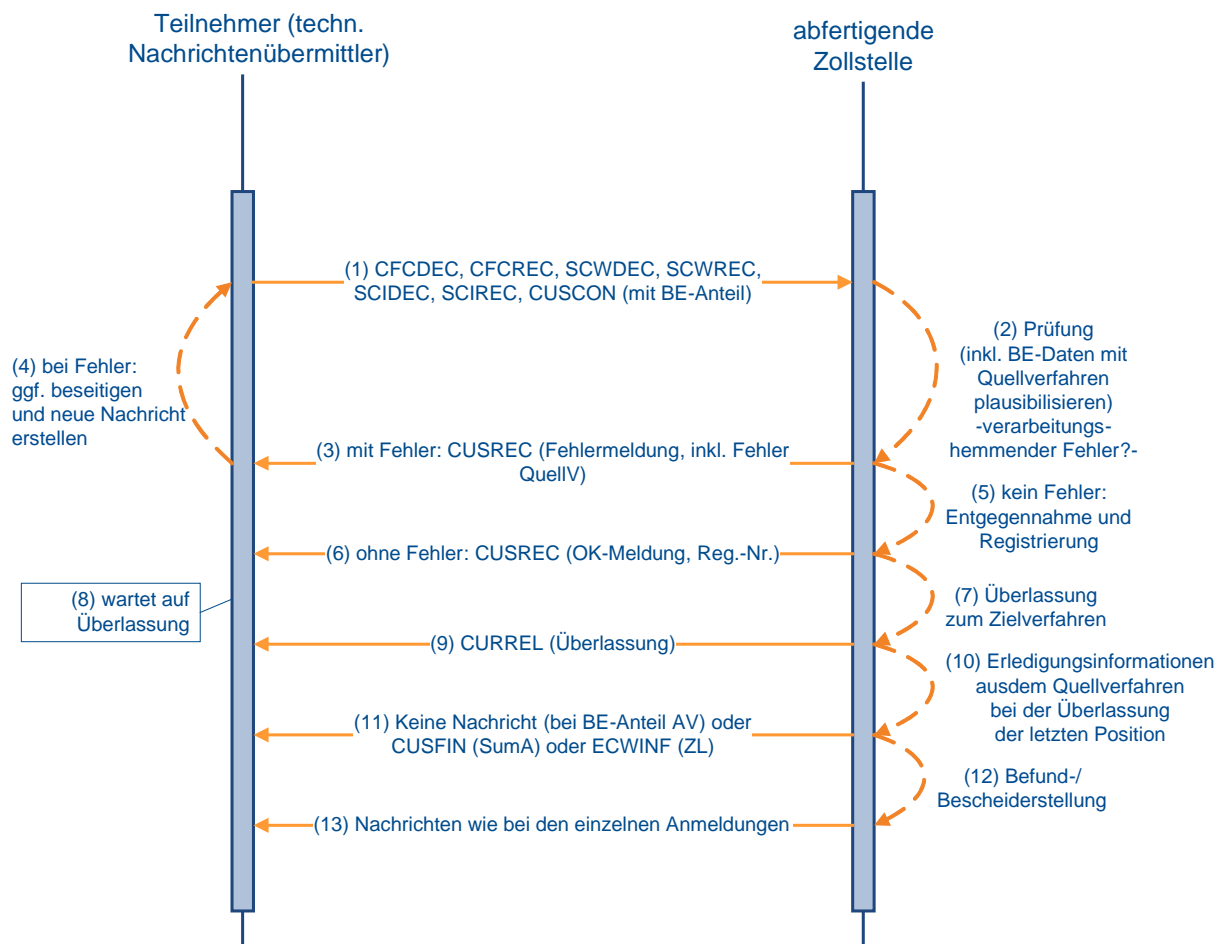 Teilnehmer (techn.
Nachrichtenübermittler)
abfertigende
Zollstelle
(1) CFCDEC, CFCREC, SCWDEC, SCWREC,
SCIDEC, SCIREC, CUSCON (mit BE-Anteil)
(2) Prüfung
(inkl. BE-Daten mit
Quellverfahren
plausibilisieren)
-verarbeitungs-
hemmender Fehler?-
(4) bei Fehler:
ggf. beseitigen
und neue Nachricht
erstellen
(3) mit Fehler: CUSREC (Fehlermeldung, inkl. Fehler
QuellV)
(5) kein Fehler:
Entgegennahme und
Registrierung
(6) ohne Fehler: CUSREC (OK-Meldung, Reg.-Nr.)
(8) wartet auf
Überlassung
(7) Überlassung
zum Zielverfahren
(9) CURREL (Überlassung)
(10) Erledigungsinformationen
ausdem Quellverfahren
bei der Überlassung
der letzten Position
(11) Keine Nachricht (bei BE-Anteil AV) oder
CUSFIN (SumA) oder ECWINF (ZL)
(12) Befund-/
Bescheiderstellung
(13) Nachrichten wie bei den einzelnen Anmeldungen